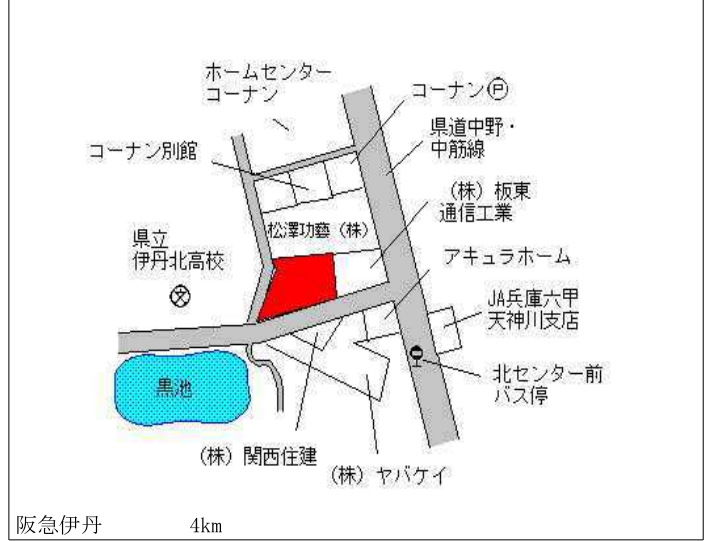 ホームセンター
コーナン
コーナンⓅ
県道中野・
中筋線
コーナン別館
（株）板東
通信工業
松澤功藝（株）
県立
伊丹北高校
文
アキュラホーム
JA兵庫六甲
天神川支店
北センター前
バス停
黒池
（株）関西住建
（株）ヤバケイ
阪急伊丹 4km